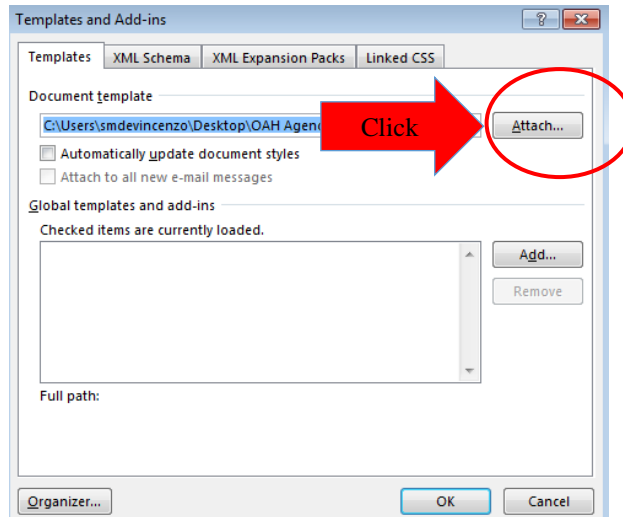 Templates and Add-ins
Templates XML Schema XML Expansion Packs Linked CSS
Document template
C:\Users\smdevincenzo\Desktop\OAH Agen Click Attach...
Automatically update document styles
Attach to all new e-mail messages
Global templates and add-ins
Checked items are currently loaded.
Add...
Remove
Full path:
Organizer... OK Cancel